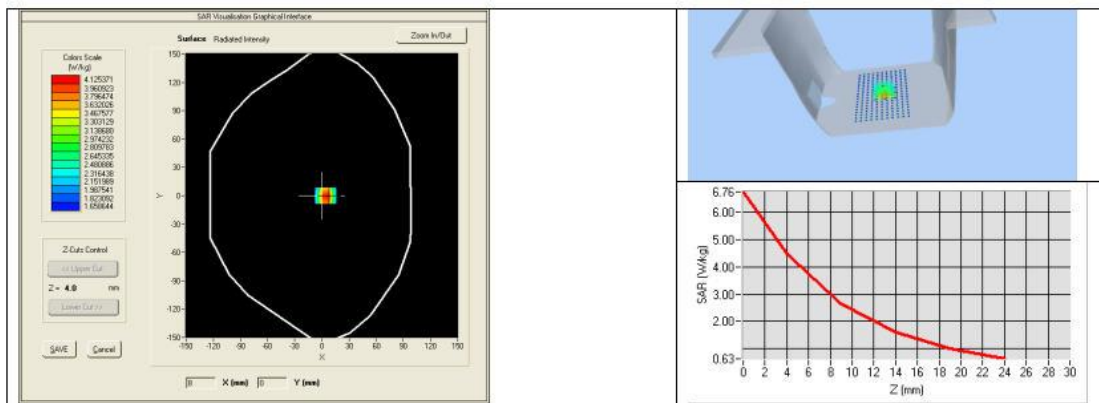 SAR Visualisation Graphical Interface
Surface Radiated Intensity
Zoom In/Out
Colors Scale
(W/kg)
4.125371
3.960923
3.796474
3.632026
3.467577
3.303129
3.138680
2.974232
2.809783
2.645335
2.480886
2.316438
2.151989
1.987541
1.823092
1.658644
Z-Cuts Control
<< Upper Cut
Z = 4.0 mm
Lower Cut >>
SAVE Cancel
150
120
90
60
30
0
-30
-60
-90
-120
-150
Y
-150 -120 -90 -60 -30 0 30 60 90 120 150
X
8 X (mm) 0 Y (mm)
6.76
6.00
5.00
4.00
3.00
2.00
0.63
SAR (W/kg)
0 2 4 6 8 10 12 14 16 18 20 22 24 26 28 30
Z (mm)